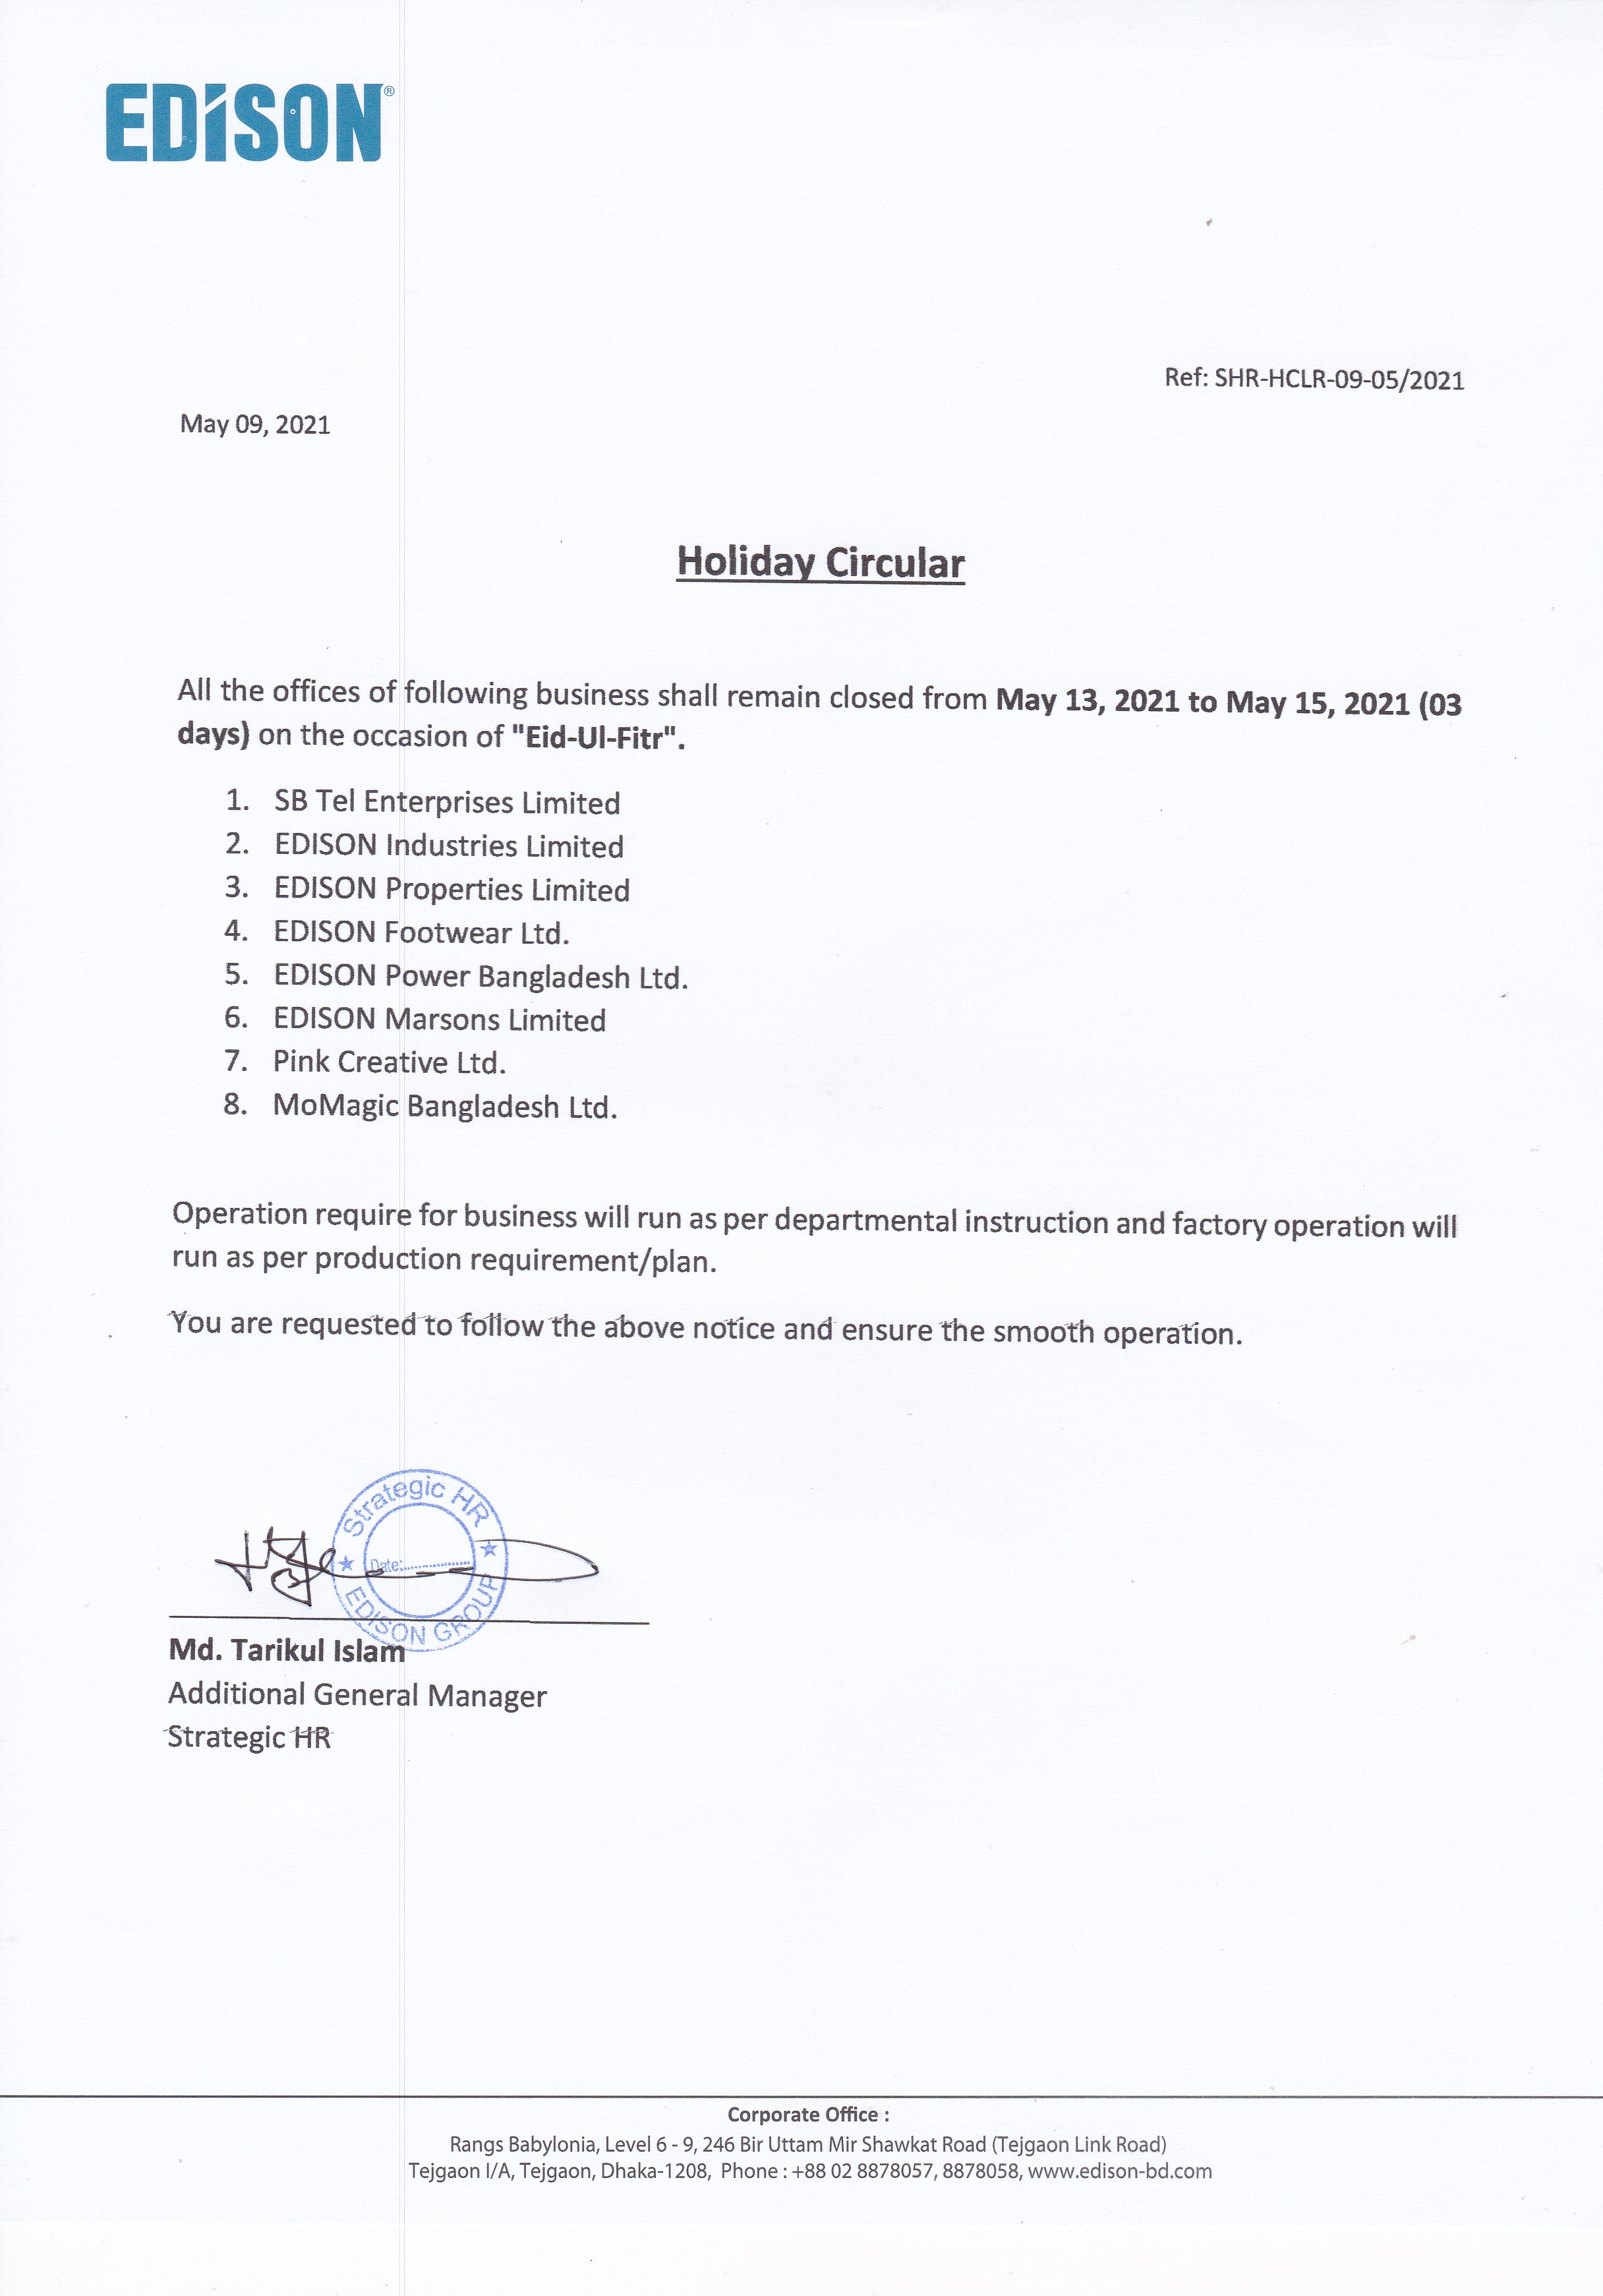 EDiSON®
Ref: SHR-HCLR-09-05/2021
May 09, 2021
Holiday Circular
All the offices of following business shall remain closed from May 13, 2021 to May 15, 2021 (03
days) on the occasion of "Eid-Ul-Fitr".
1. SB Tel Enterprises Limited
2. EDISON Industries Limited
3. EDISON Properties Limited
4. EDISON Footwear Ltd.
5. EDISON Power Bangladesh Ltd.
6. EDISON Marsons Limited
7. Pink Creative Ltd.
8. MoMagic Bangladesh Ltd.
Operation require for business will run as per departmental instruction and factory operation will
run as per production requirement/plan.
You are requested to follow the above notice and ensure the smooth operation.
Strategic HR
Date:..................
EDISON GROUP
Md. Tarikul Islam
Additional General Manager
Strategic HR
Corporate Office :
Rangs Babylonia, Level 6 - 9, 246 Bir Uttam Mir Shawkat Road (Tejgaon Link Road)
Tejgaon I/A, Tejgaon, Dhaka-1208, Phone : +88 02 8878057, 8878058, www.edison-bd.com